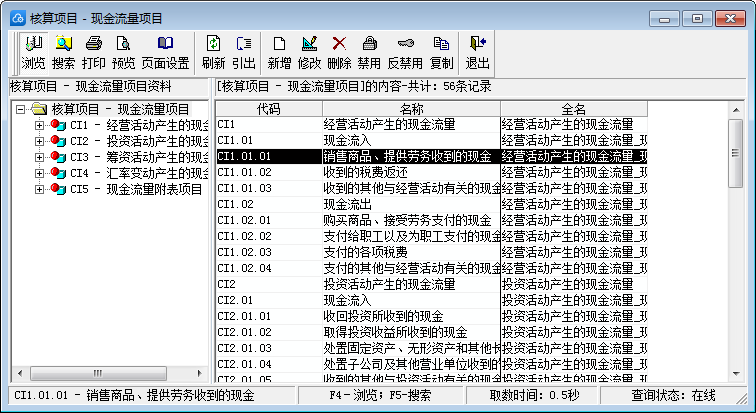 核算项目 - 现金流量项目
浏览 搜索 打印 预览 页面设置 刷新 引出 新增 修改 删除 禁用 反禁用 复制 退出
核算项目 - 现金流量项目资料
[核算项目 - 现金流量项目]的内容-共计: 56条记录
核算项目 - 现金流量项目
CI1 - 经营活动产生的现金
CI2 - 投资活动产生的现金
CI3 - 筹资活动产生的现金
CI4 - 汇率变动产生的现金
CI5 - 现金流量附表项目
代码 名称 全名
CI1 经营活动产生的现金流量 经营活动产生的现金流量
CI1.01 现金流入 经营活动产生的现金流量_现
CI1.01.01 销售商品、提供劳务收到的现金 经营活动产生的现金流量_现
CI1.01.02 收到的税费返还 经营活动产生的现金流量_现
CI1.01.03 收到的其他与经营活动有关的现金 经营活动产生的现金流量_现
CI1.02 现金流出 经营活动产生的现金流量_现
CI1.02.01 购买商品、接受劳务支付的现金 经营活动产生的现金流量_现
CI1.02.02 支付给职工以及为职工支付的现金 经营活动产生的现金流量_现
CI1.02.03 支付的各项税费 经营活动产生的现金流量_现
CI1.02.04 支付的其他与经营活动有关的现金 经营活动产生的现金流量_现
CI2 投资活动产生的现金流量 投资活动产生的现金流量
CI2.01 现金流入 投资活动产生的现金流量_现
CI2.01.01 收回投资所收到的现金 投资活动产生的现金流量_现
CI2.01.02 取得投资收益所收到的现金 投资活动产生的现金流量_现
CI2.01.03 处置固定资产、无形资产和其他长 投资活动产生的现金流量_现
CI2.01.04 处置子公司及其他营业单位收到的 投资活动产生的现金流量_现
CI2.01.05 收到的其他与投资活动有关的现金 投资活动产生的现金流量_现
CI1.01.01 - 销售商品、提供劳务收到的现金
F4-浏览; F5-搜索
取数时间: 0.5秒
查询状态: 在线